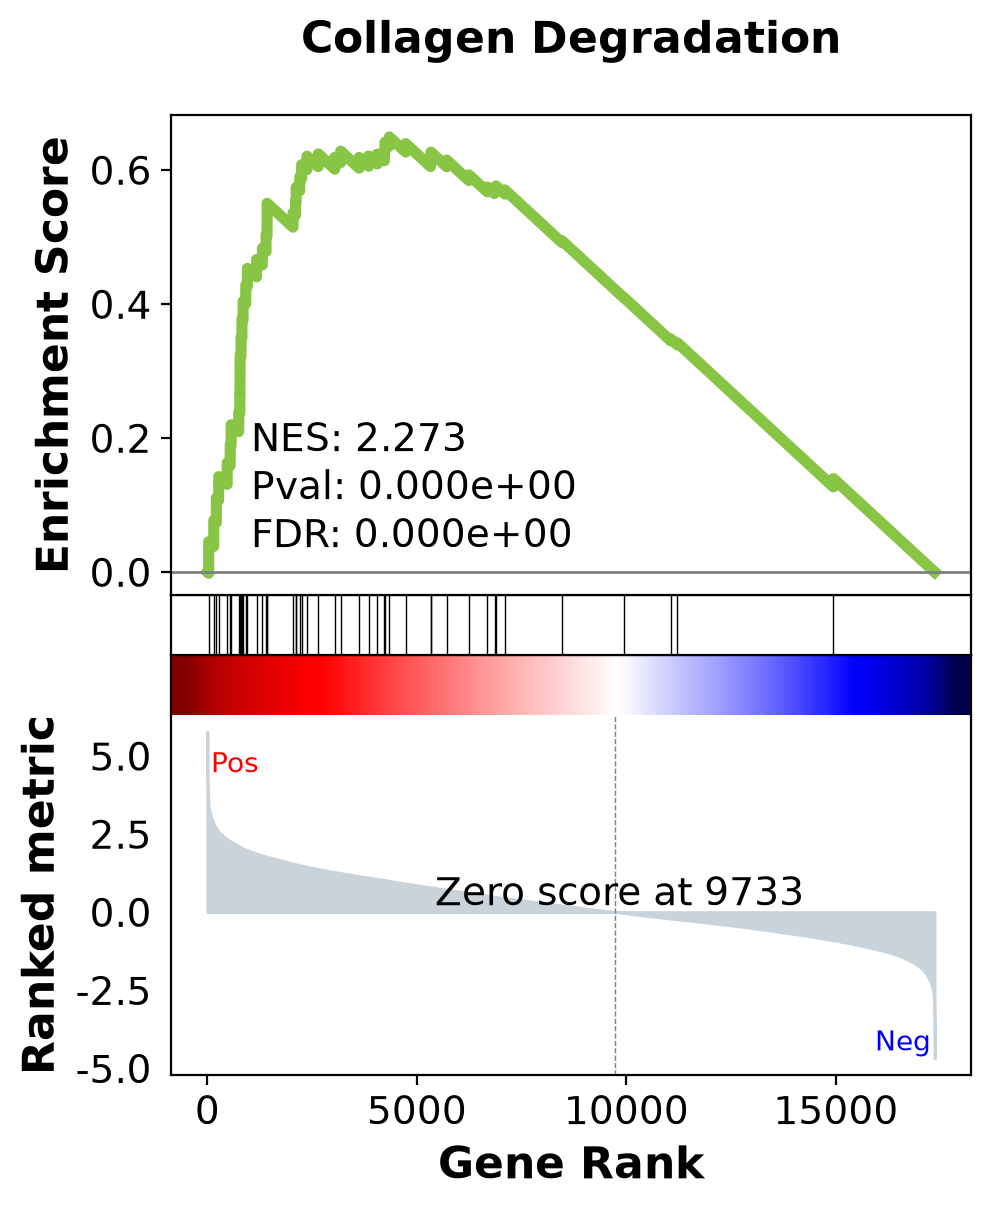 Collagen Degradation
Enrichment Score
0.6
0.4
0.2
0.0
NES: 2.273
Pval: 0.000e+00
FDR: 0.000e+00
Ranked metric
5.0
2.5
0.0
-2.5
-5.0
Pos
Zero score at 9733
Neg
0
5000
10000
15000
Gene Rank